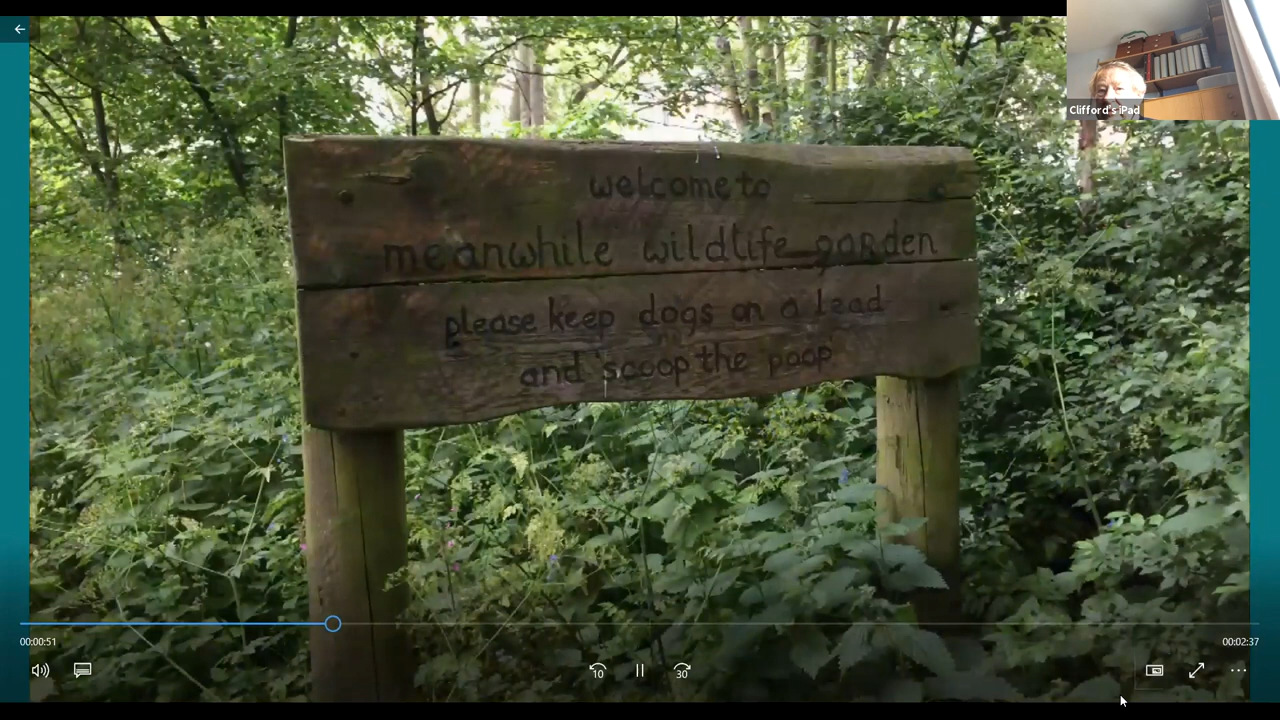 Clifford's iPad
welcome to
meanwhile wildlife garden
please keep dogs on a lead
and 'scoop the poop'
00:00:51
00:02:37
10
30